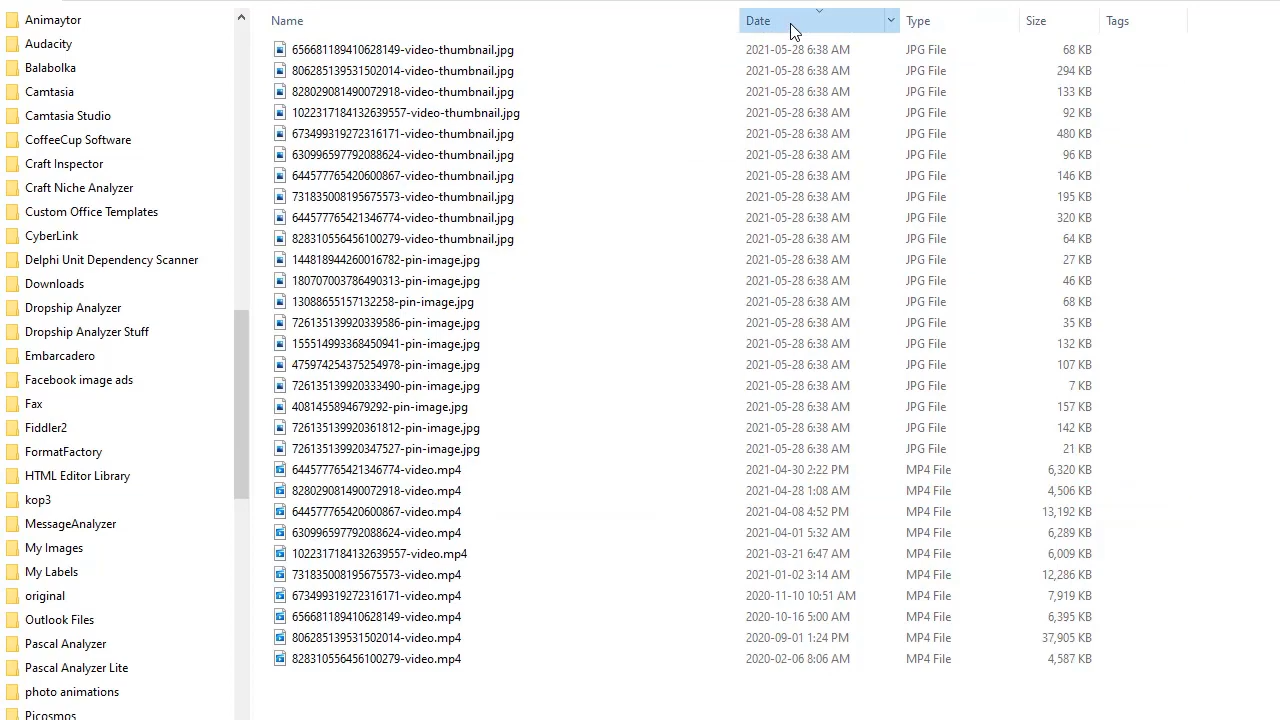 Animaytor
Audacity
Balabolka
Camtasia
Camtasia Studio
CoffeeCup Software
Craft Inspector
Craft Niche Analyzer
Custom Office Templates
CyberLink
Delphi Unit Dependency Scanner
Downloads
Dropship Analyzer
Dropship Analyzer Stuff
Embarcadero
Facebook image ads
Fax
Fiddler2
FormatFactory
HTML Editor Library
kop3
MessageAnalyzer
My Images
My Labels
original
Outlook Files
Pascal Analyzer
Pascal Analyzer Lite
photo animations
Picosmos
Name Date Type Size Tags
656681189410628149-video-thumbnail.jpg 2021-05-28 6:38 AM JPG File 68 KB
806285139531502014-video-thumbnail.jpg 2021-05-28 6:38 AM JPG File 294 KB
828029081490072918-video-thumbnail.jpg 2021-05-28 6:38 AM JPG File 133 KB
1022317184132639557-video-thumbnail.jpg 2021-05-28 6:38 AM JPG File 92 KB
673499319272316171-video-thumbnail.jpg 2021-05-28 6:38 AM JPG File 480 KB
630996597792088624-video-thumbnail.jpg 2021-05-28 6:38 AM JPG File 96 KB
644577765420600867-video-thumbnail.jpg 2021-05-28 6:38 AM JPG File 146 KB
731835008195675573-video-thumbnail.jpg 2021-05-28 6:38 AM JPG File 195 KB
644577765421346774-video-thumbnail.jpg 2021-05-28 6:38 AM JPG File 320 KB
828310556456100279-video-thumbnail.jpg 2021-05-28 6:38 AM JPG File 64 KB
144818944260016782-pin-image.jpg 2021-05-28 6:38 AM JPG File 27 KB
180707003786490313-pin-image.jpg 2021-05-28 6:38 AM JPG File 46 KB
13088655157132258-pin-image.jpg 2021-05-28 6:38 AM JPG File 68 KB
726135139920339586-pin-image.jpg 2021-05-28 6:38 AM JPG File 35 KB
155514993368450941-pin-image.jpg 2021-05-28 6:38 AM JPG File 132 KB
475974254375254978-pin-image.jpg 2021-05-28 6:38 AM JPG File 107 KB
726135139920333490-pin-image.jpg 2021-05-28 6:38 AM JPG File 7 KB
4081455894679292-pin-image.jpg 2021-05-28 6:38 AM JPG File 157 KB
726135139920361812-pin-image.jpg 2021-05-28 6:38 AM JPG File 142 KB
726135139920347527-pin-image.jpg 2021-05-28 6:38 AM JPG File 21 KB
644577765421346774-video.mp4 2021-04-30 2:22 PM MP4 File 6,320 KB
828029081490072918-video.mp4 2021-04-28 1:08 AM MP4 File 4,506 KB
644577765420600867-video.mp4 2021-04-08 4:52 PM MP4 File 13,192 KB
630996597792088624-video.mp4 2021-04-01 5:32 AM MP4 File 6,289 KB
1022317184132639557-video.mp4 2021-03-21 6:47 AM MP4 File 6,009 KB
731835008195675573-video.mp4 2021-01-02 3:14 AM MP4 File 12,286 KB
673499319272316171-video.mp4 2020-11-10 10:51 AM MP4 File 7,919 KB
656681189410628149-video.mp4 2020-10-16 5:00 AM MP4 File 6,395 KB
806285139531502014-video.mp4 2020-09-01 1:24 PM MP4 File 37,905 KB
828310556456100279-video.mp4 2020-02-06 8:06 AM MP4 File 4,587 KB